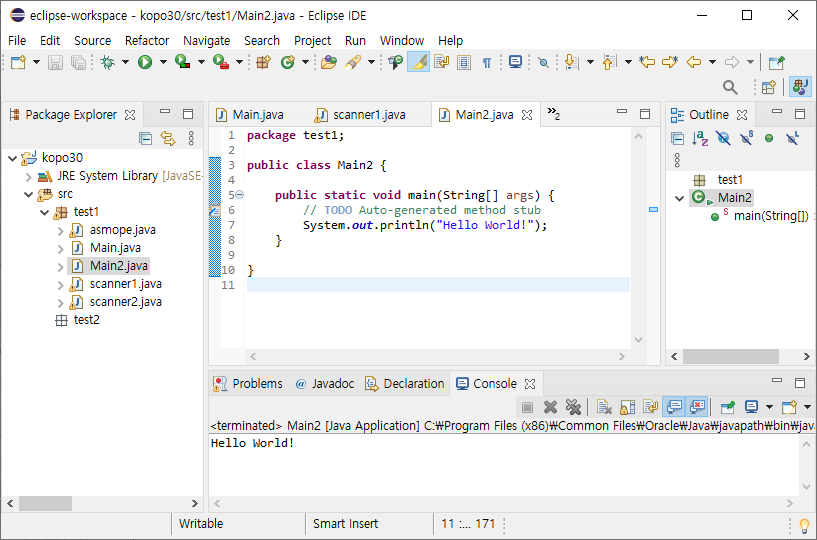 eclipse-workspace - kopo30/src/test1/Main2.java - Eclipse IDE
File Edit Source Refactor Navigate Search Project Run Window Help
Package Explorer
kopo30
JRE System Library [JavaSE-
src
test1
asmope.java
Main.java
Main2.java
scanner1.java
scanner2.java
test2
Main.java scanner1.java Main2.java »2
1 package test1;
2
3 public class Main2 {
4
5 public static void main(String[] args) {
6 // TODO Auto-generated method stub
7 System.out.println("Hello World!");
8 }
9
10 }
11
Outline
test1
Main2
main(String[]) :
Problems @ Javadoc Declaration Console
<terminated> Main2 [Java Application] C:₩Program Files (x86)₩Common Files₩Oracle₩Java₩javapath₩bin₩jav
Hello World!
Writable Smart Insert 11 :... 171